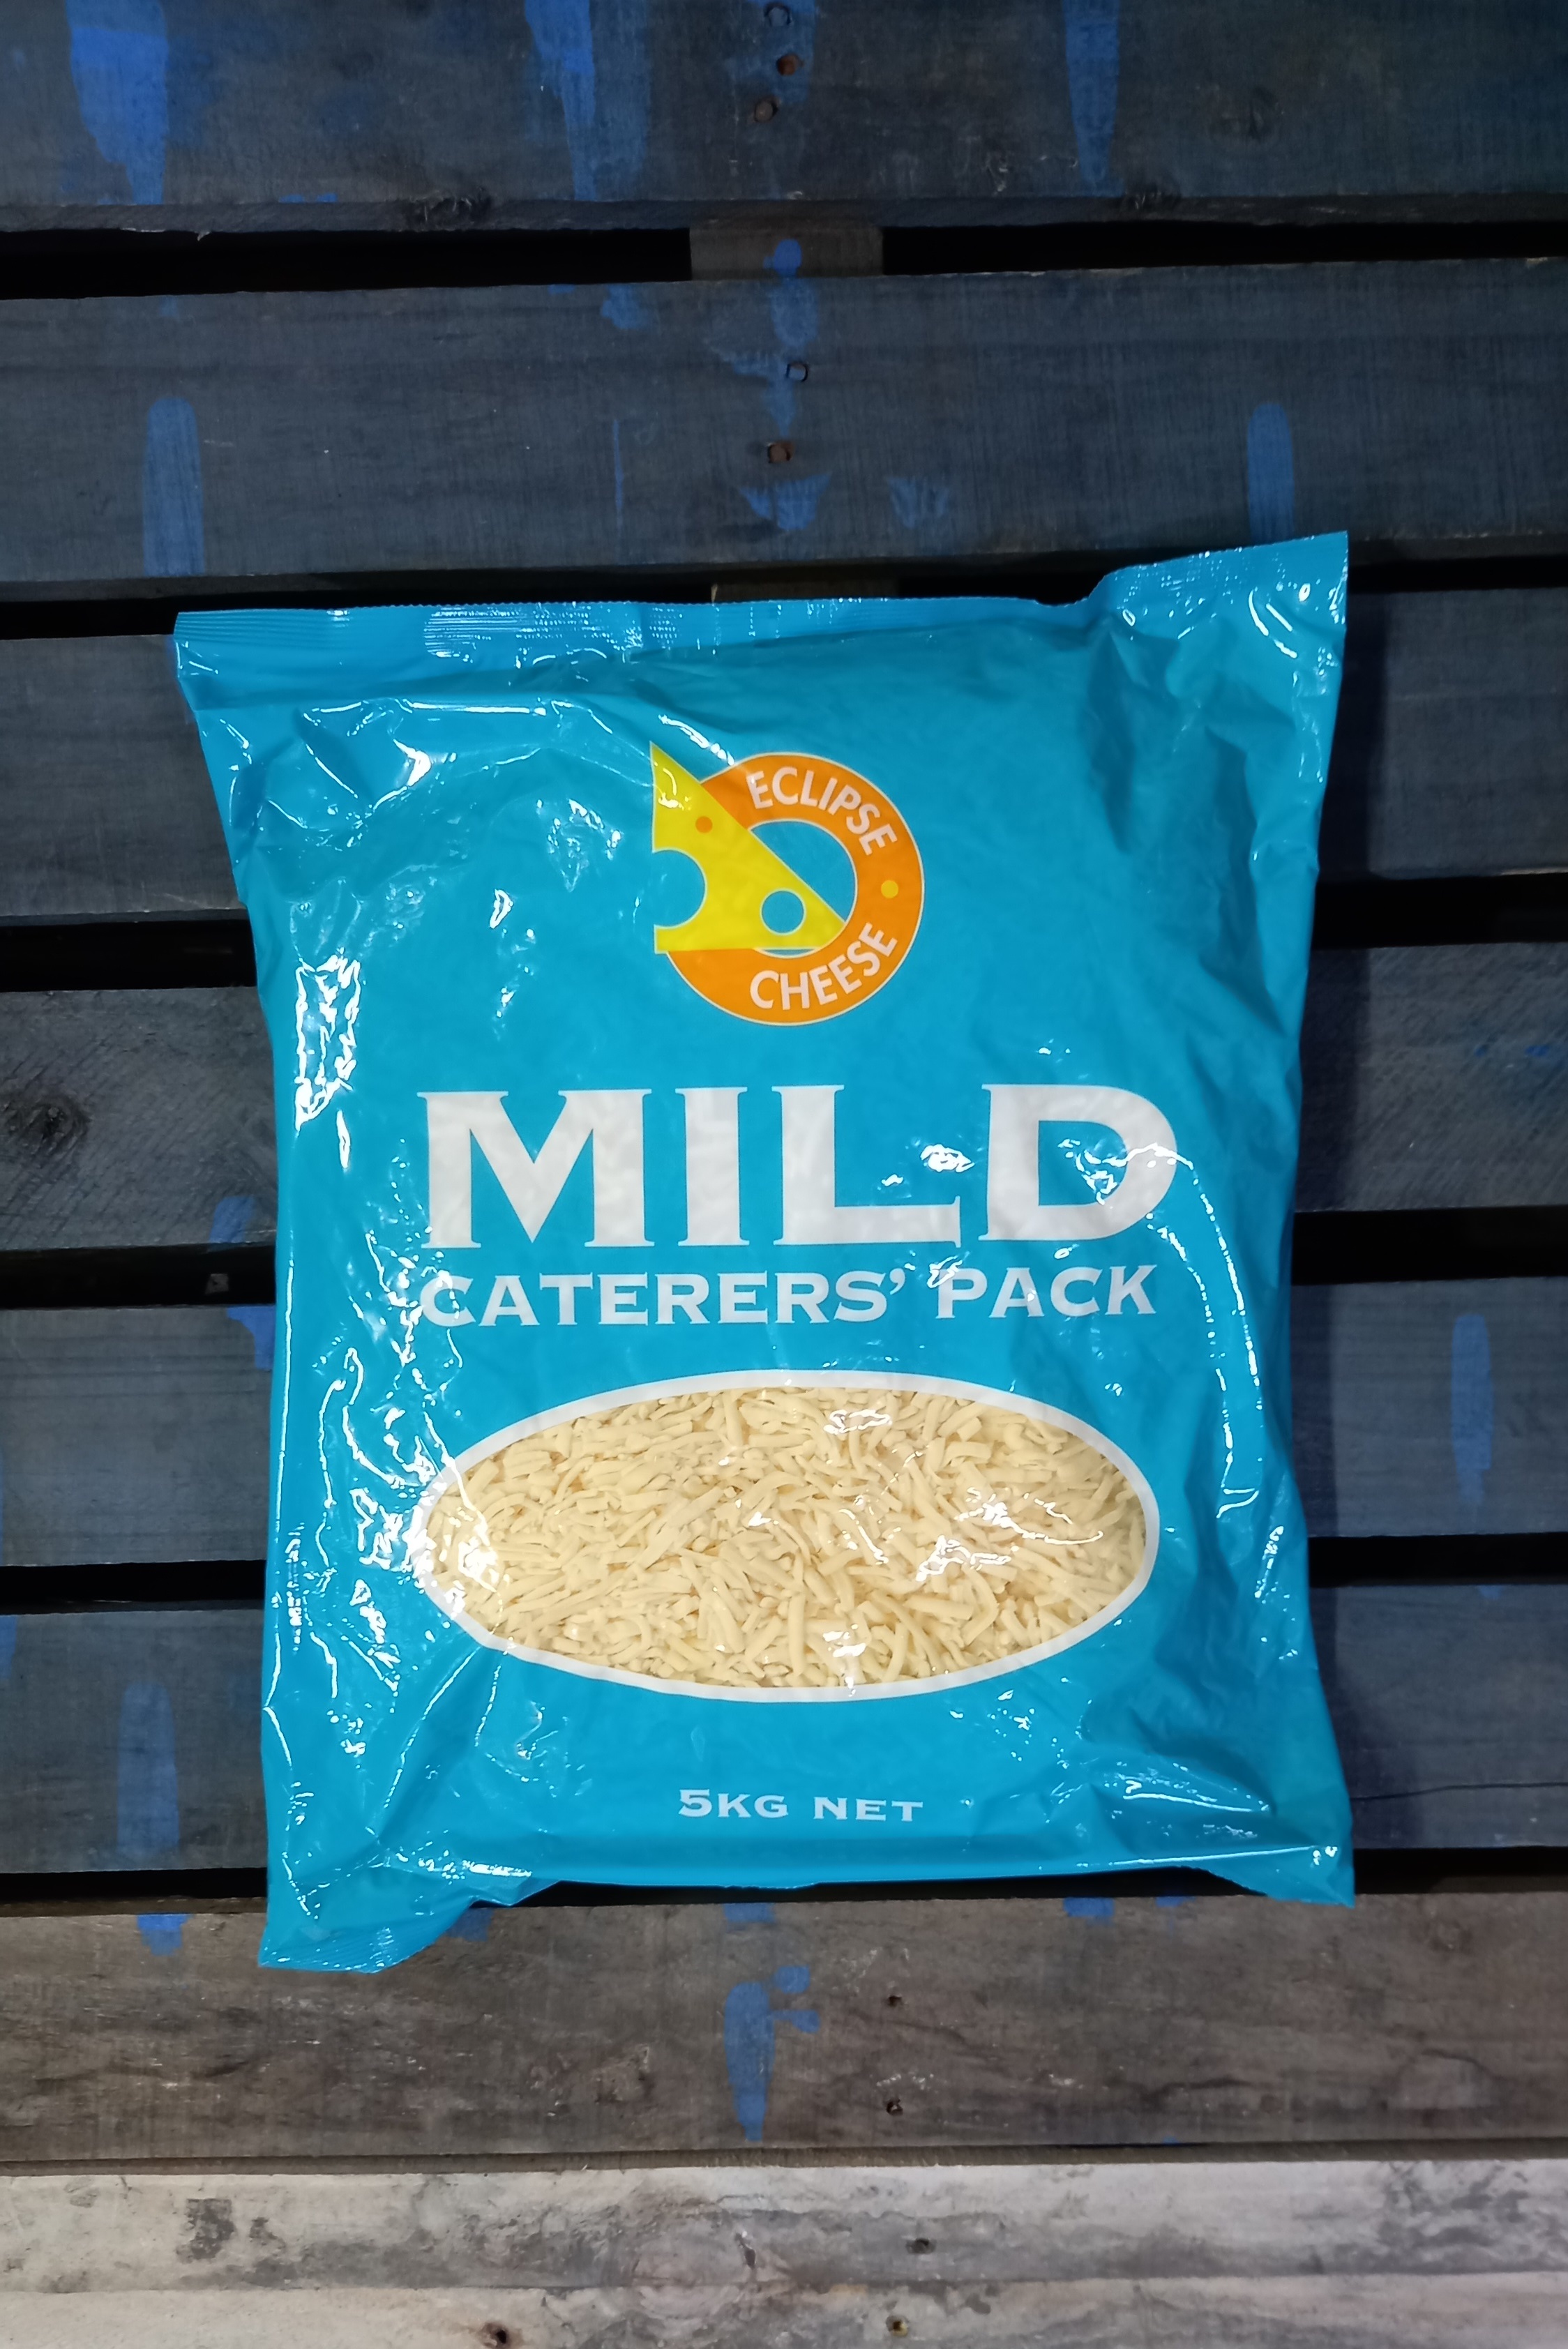 ECLIPSE
CHEESE
MILD
CATERERS' PACK
5KG NET